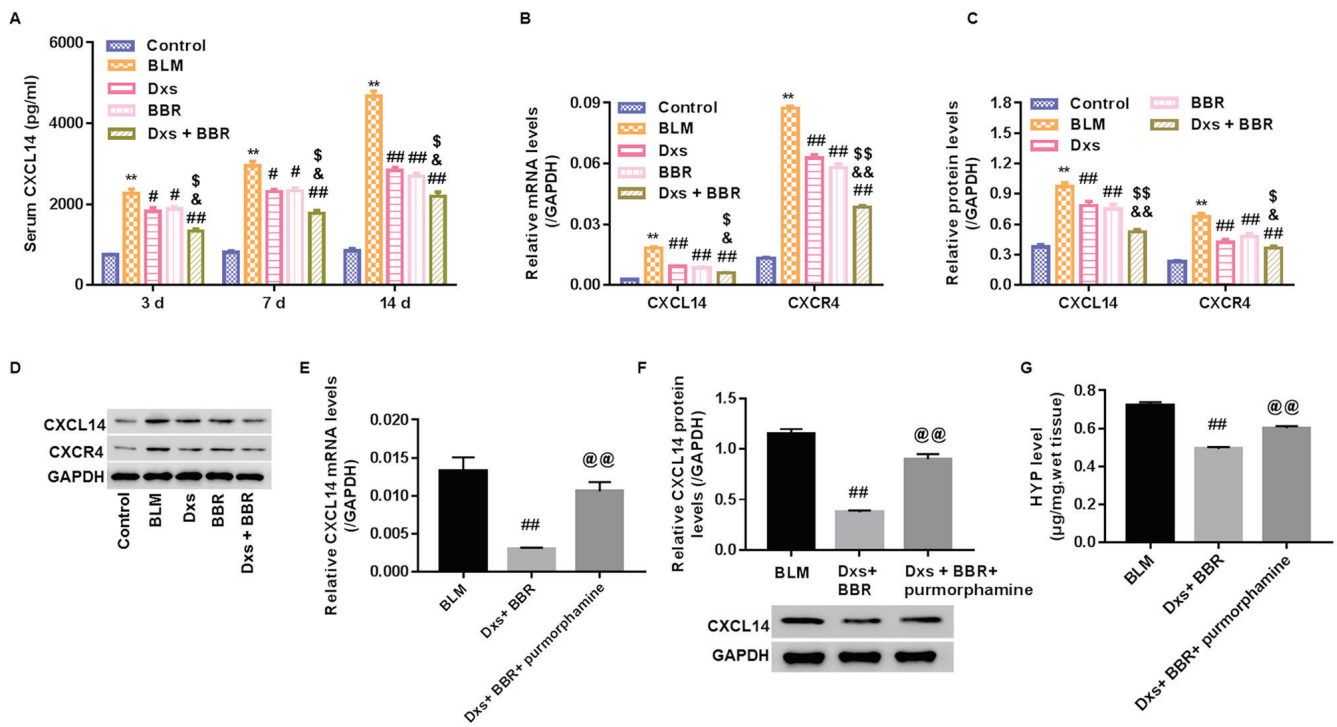 A
Serum CXCL14 (pg/ml)
6000
4000
2000
0
Control
BLM
Dxs
BBR
Dxs + BBR
**
#
#
$
&
##
**
#
#
$
&
##
**
##
##
$
&
##
3 d
7 d
14 d
B
Relative mRNA levels
(/GAPDH)
0.09
0.06
0.03
0.00
Control
BLM
Dxs
BBR
Dxs + BBR
**
##
##
$
&
##
**
##
##
$$
&&
##
CXCL14
CXCR4
C
Relative protein levels
(/GAPDH)
1.8
1.5
1.2
0.9
0.6
0.3
0.0
Control
BLM
Dxs
BBR
Dxs + BBR
**
##
##
$$
&&
**
##
##
$
&
##
CXCL14
CXCR4
D
CXCL14
CXCR4
GAPDH
Control
BLM
Dxs
BBR
Dxs + BBR
E
Relative CXCL14 mRNA levels
(/GAPDH)
0.020
0.015
0.010
0.005
0.000
##
@@
BLM
Dxs+ BBR
Dxs+ BBR+ purmorphamine
F
Relative CXCL14 protein
levels (/GAPDH)
1.5
1.0
0.5
0.0
##
@@
BLM
Dxs+
BBR
Dxs + BBR+
purmorphamine
CXCL14
GAPDH
G
HYP level
(μg/mg,wet tissue)
0.8
0.6
0.4
0.2
0.0
##
@@
BLM
Dxs+ BBR
Dxs+ BBR+ purmorphamine